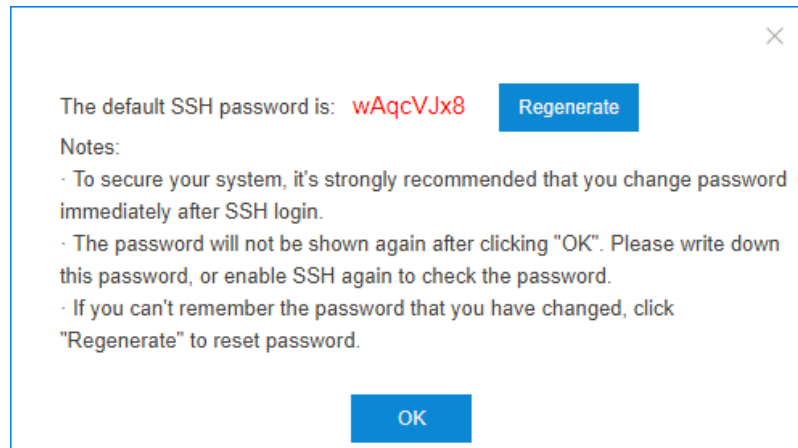 The default SSH password is: wAqcVJx8 Regenerate
Notes:
· To secure your system, it's strongly recommended that you change password
immediately after SSH login.
· The password will not be shown again after clicking "OK". Please write down
this password, or enable SSH again to check the password.
· If you can't remember the password that you have changed, click
"Regenerate" to reset password.
OK